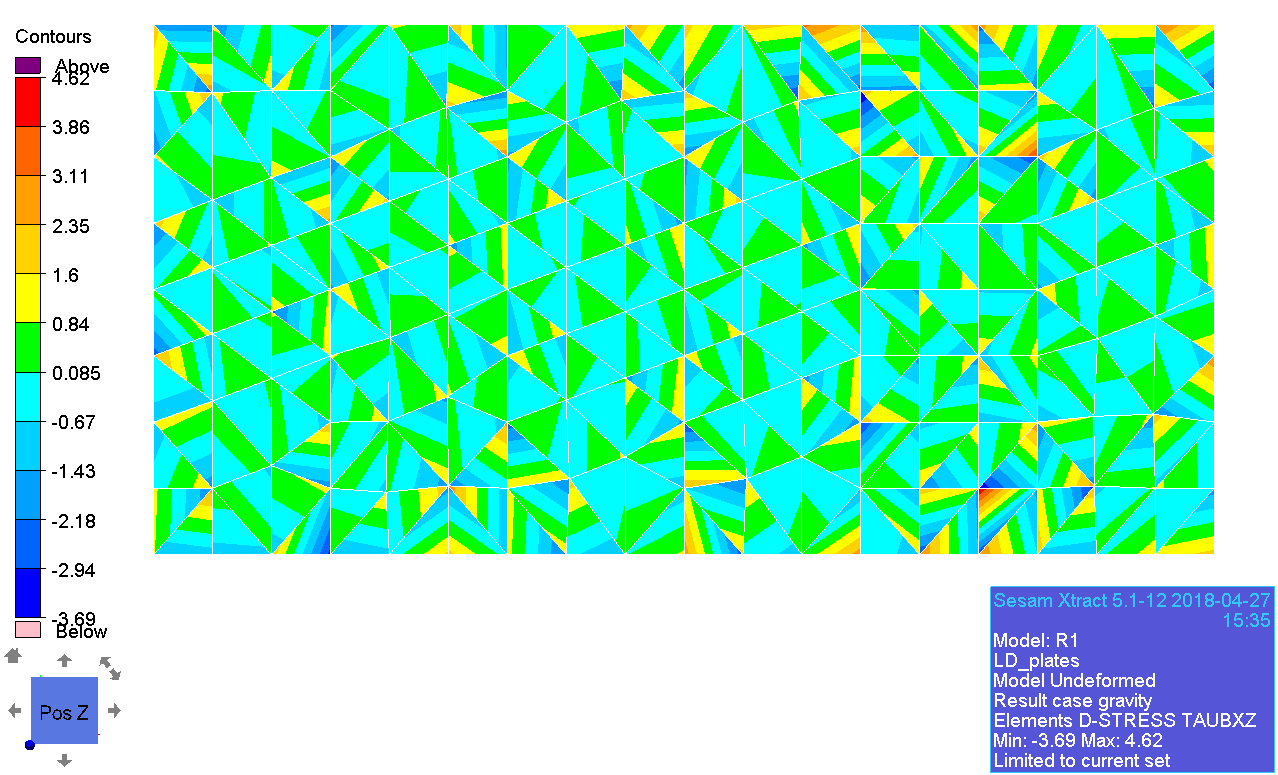 Contours
Above
4.62
3.86
3.11
2.35
1.6
0.84
0.085
-0.67
-1.43
-2.18
-2.94
-3.69
Below
Pos Z
Sesam Xtract 5.1-12 2018-04-27
15:35
Model: R1
LD_plates
Model Undeformed
Result case gravity
Elements D-STRESS TAUBXZ
Min: -3.69 Max: 4.62
Limited to current set